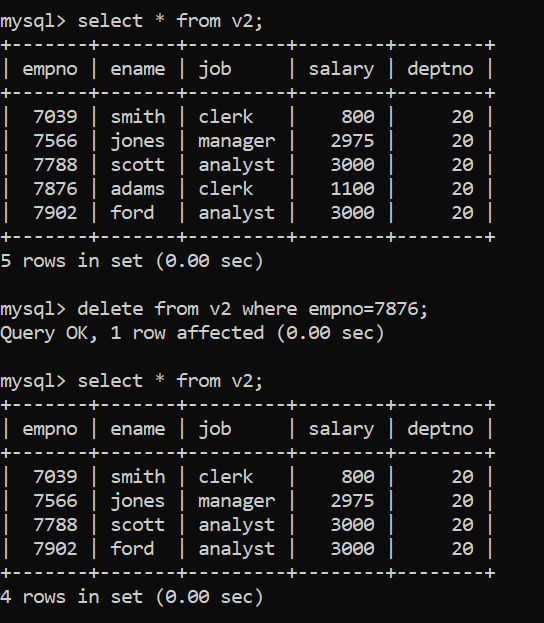 mysql> select * from v2;
+-------+-------+---------+--------+--------+
| empno | ename | job     | salary | deptno |
+-------+-------+---------+--------+--------+
|  7039 | smith | clerk   |    800 |     20 |
|  7566 | jones | manager |   2975 |     20 |
|  7788 | scott | analyst |   3000 |     20 |
|  7876 | adams | clerk   |   1100 |     20 |
|  7902 | ford  | analyst |   3000 |     20 |
+-------+-------+---------+--------+--------+
5 rows in set (0.00 sec)

mysql> delete from v2 where empno=7876;
Query OK, 1 row affected (0.00 sec)

mysql> select * from v2;
+-------+-------+---------+--------+--------+
| empno | ename | job     | salary | deptno |
+-------+-------+---------+--------+--------+
|  7039 | smith | clerk   |    800 |     20 |
|  7566 | jones | manager |   2975 |     20 |
|  7788 | scott | analyst |   3000 |     20 |
|  7902 | ford  | analyst |   3000 |     20 |
+-------+-------+---------+--------+--------+
4 rows in set (0.00 sec)